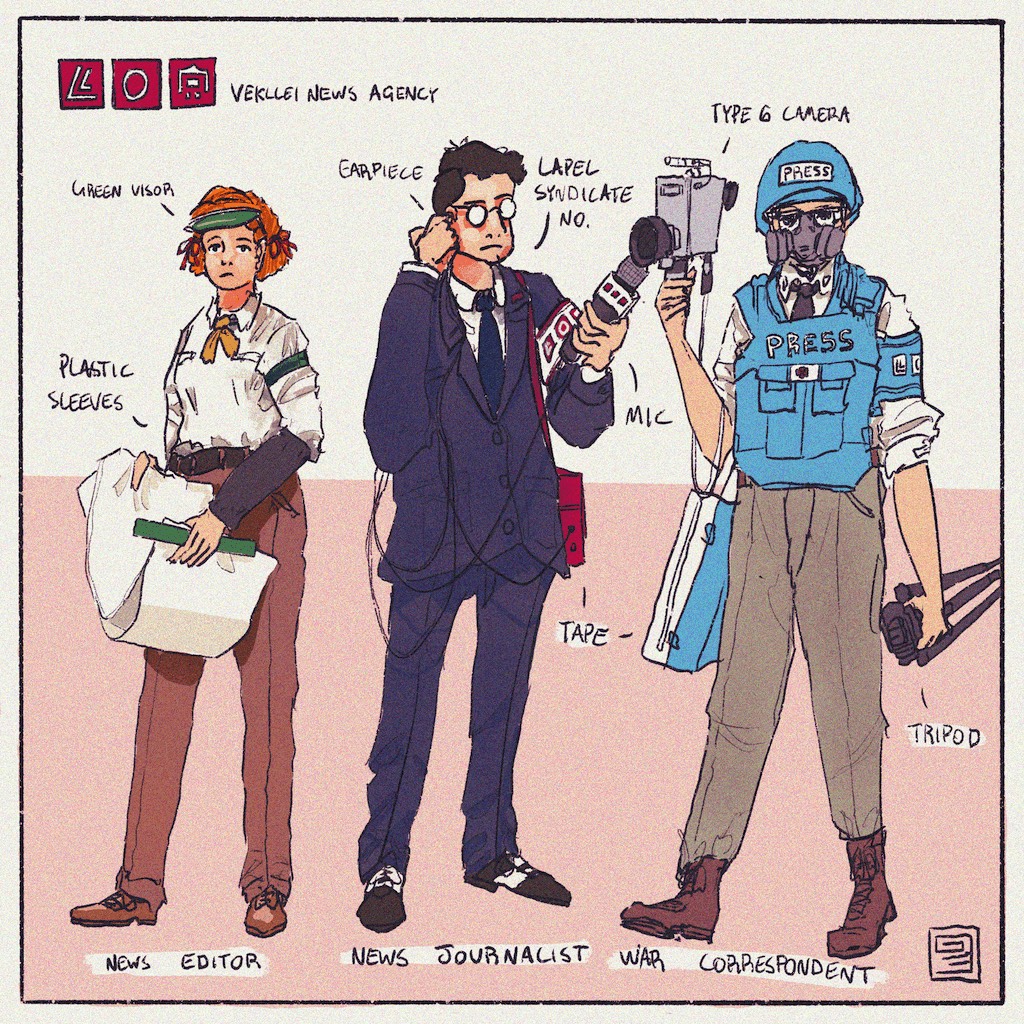 VEKLLEI NEWS AGENCY
TYPE 6 CAMERA
EARPIECE
LAPEL
SYNDICATE
NO.
GREEN VISOR
PRESS
PRESS
PLASTIC
SLEEVES
MIC
TAPE
TRIPOD
NEWS EDITOR
NEWS JOURNALIST
WAR CORRESPONDENT